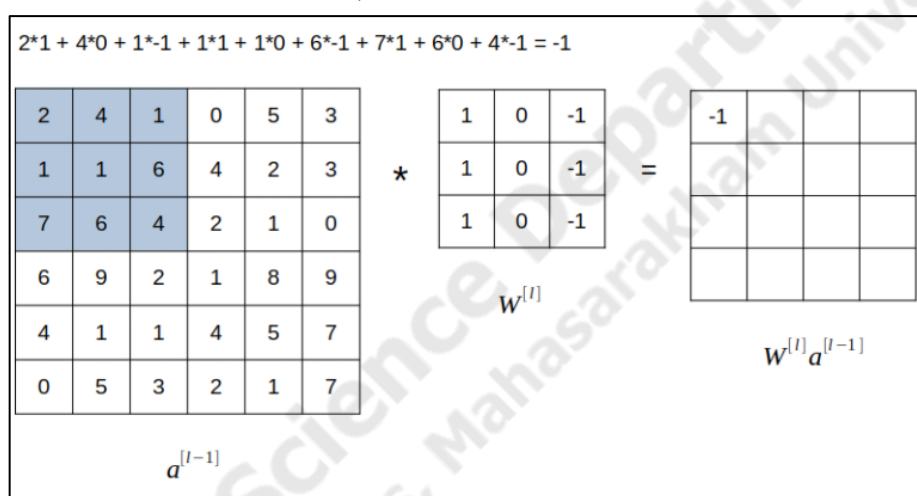 2*1 + 4*0 + 1*-1 + 1*1 + 1*0 + 6*-1 + 7*1 + 6*0 + 4*-1 = -1
2 4 1 0 5 3 1 0 -1 -1
1 1 6 4 2 3 * 1 0 -1 =
7 6 4 2 1 0 1 0 -1
6 9 2 1 8 9
W^[l]
4 1 1 4 5 7
W^[l] a^[l−1]
0 5 3 2 1 7
a^[l−1]
Science Department
Mahasarakham